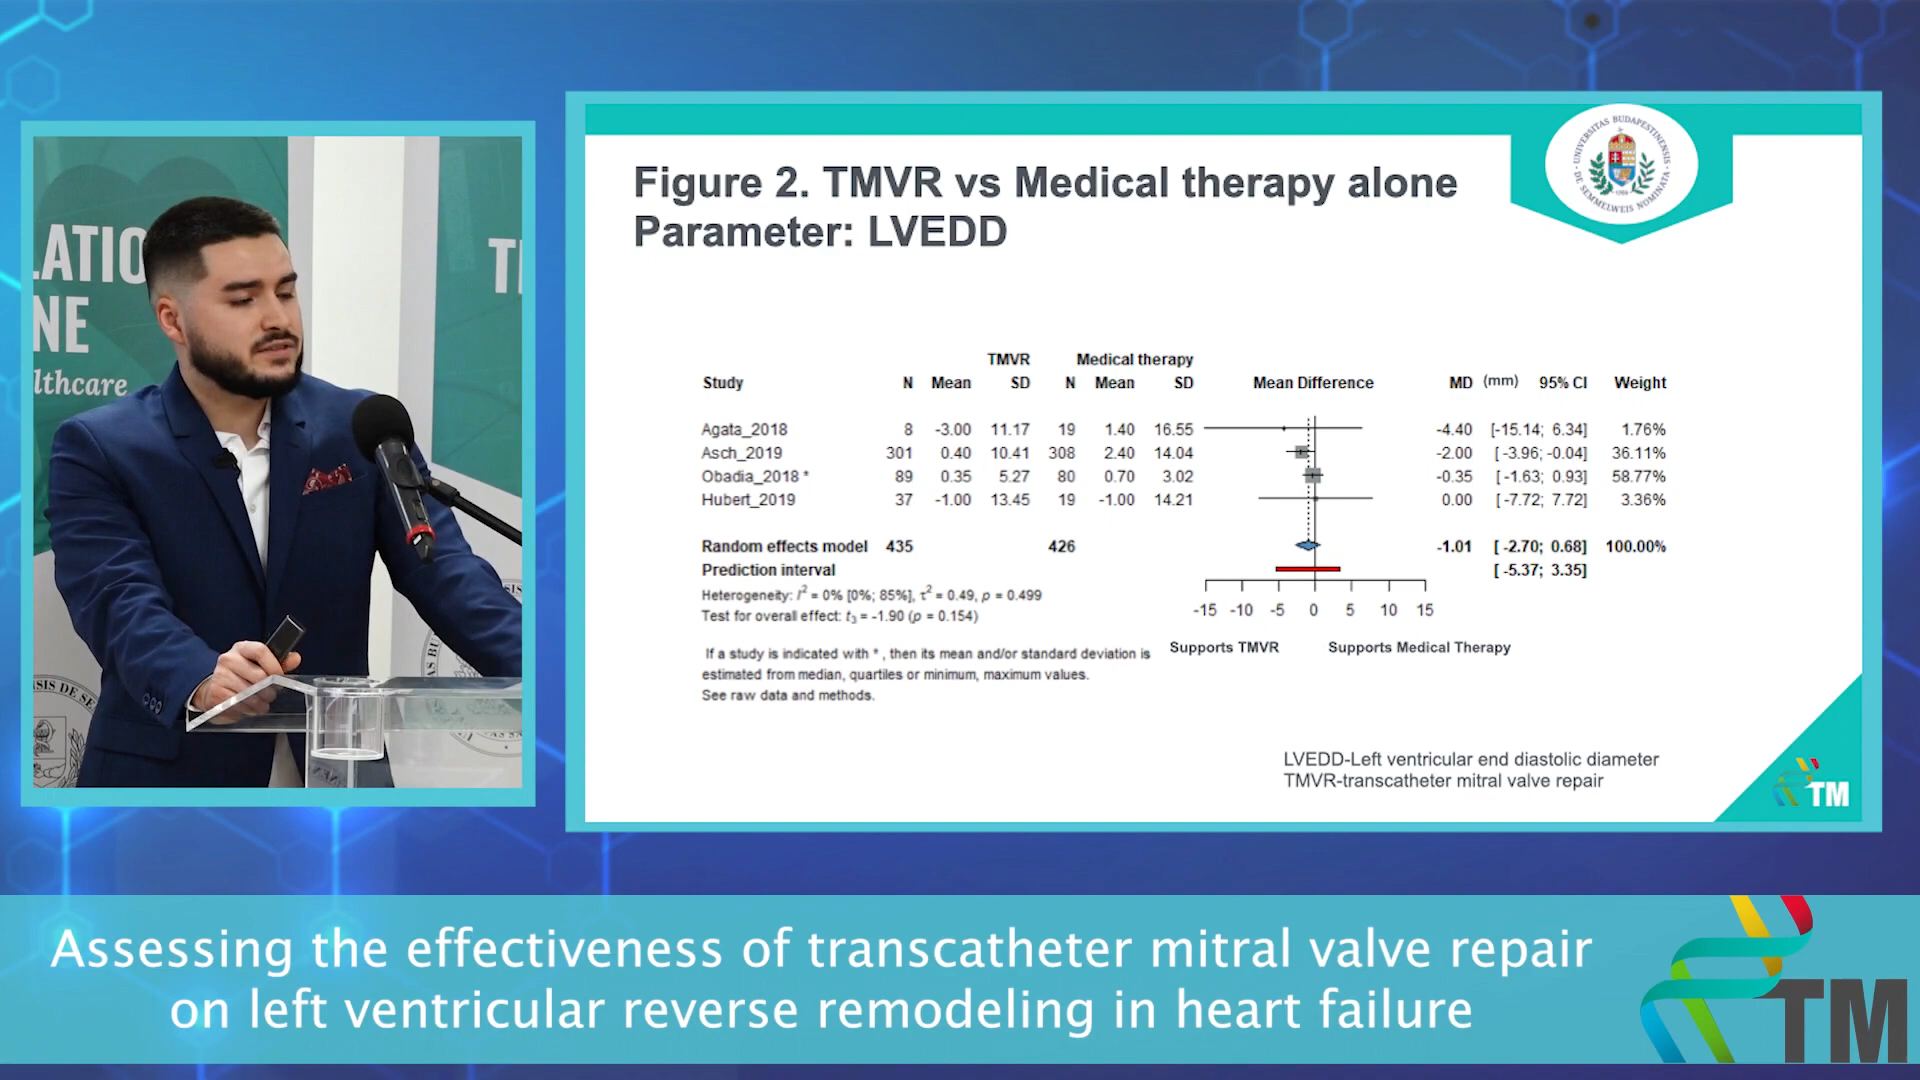 LATIO
NE
lthcare
T
SIS DE SE
UNIVERSITAS BUDAPESTINENSIS
DE SEMMELWEIS NOMINATA
Figure 2. TMVR vs Medical therapy alone
Parameter: LVEDD
TMVR Medical therapy
Study N Mean SD N Mean SD Mean Difference MD (mm) 95% CI Weight
Agata_2018 8 -3.00 11.17 19 1.40 16.55 -4.40 [-15.14; 6.34] 1.76%
Asch_2019 301 0.40 10.41 308 2.40 14.04 -2.00 [ -3.96; -0.04] 36.11%
Obadia_2018 * 89 0.35 5.27 80 0.70 3.02 -0.35 [ -1.63; 0.93] 58.77%
Hubert_2019 37 -1.00 13.45 19 -1.00 14.21 0.00 [ -7.72; 7.72] 3.36%
Random effects model 435 426 -1.01 [ -2.70; 0.68] 100.00%
Prediction interval [ -5.37; 3.35]
Heterogeneity: I² = 0% [0%; 85%], τ² = 0.49, p = 0.499
Test for overall effect: t₃ = -1.90 (p = 0.154)
-15 -10 -5 0 5 10 15
Supports TMVR Supports Medical Therapy
If a study is indicated with * , then its mean and/or standard deviation is
estimated from median, quartiles or minimum, maximum values.
See raw data and methods.
LVEDD-Left ventricular end diastolic diameter
TMVR-transcatheter mitral valve repair
TM
Assessing the effectiveness of transcatheter mitral valve repair
on left ventricular reverse remodeling in heart failure
TM